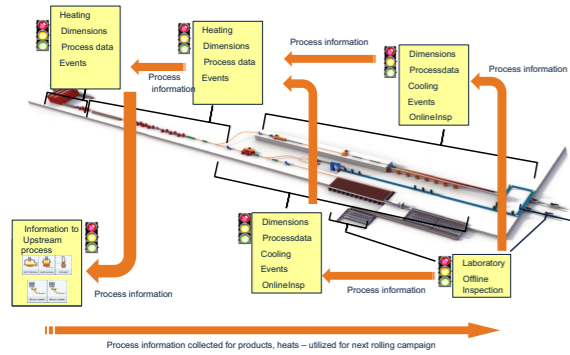 Heating
Dimensions
Process data
Events
Process
information
Heating
Dimensions
Process data
Events
Process information
Dimensions
Processdata
Cooling
Events
OnlineInsp
Process information
Information to
Upstream
process
Process information
Dimensions
Processdata
Cooling
Events
OnlineInsp
Process information
Laboratory
Offline
Inspection
Process information collected for products, heats – utilized for next rolling campaign